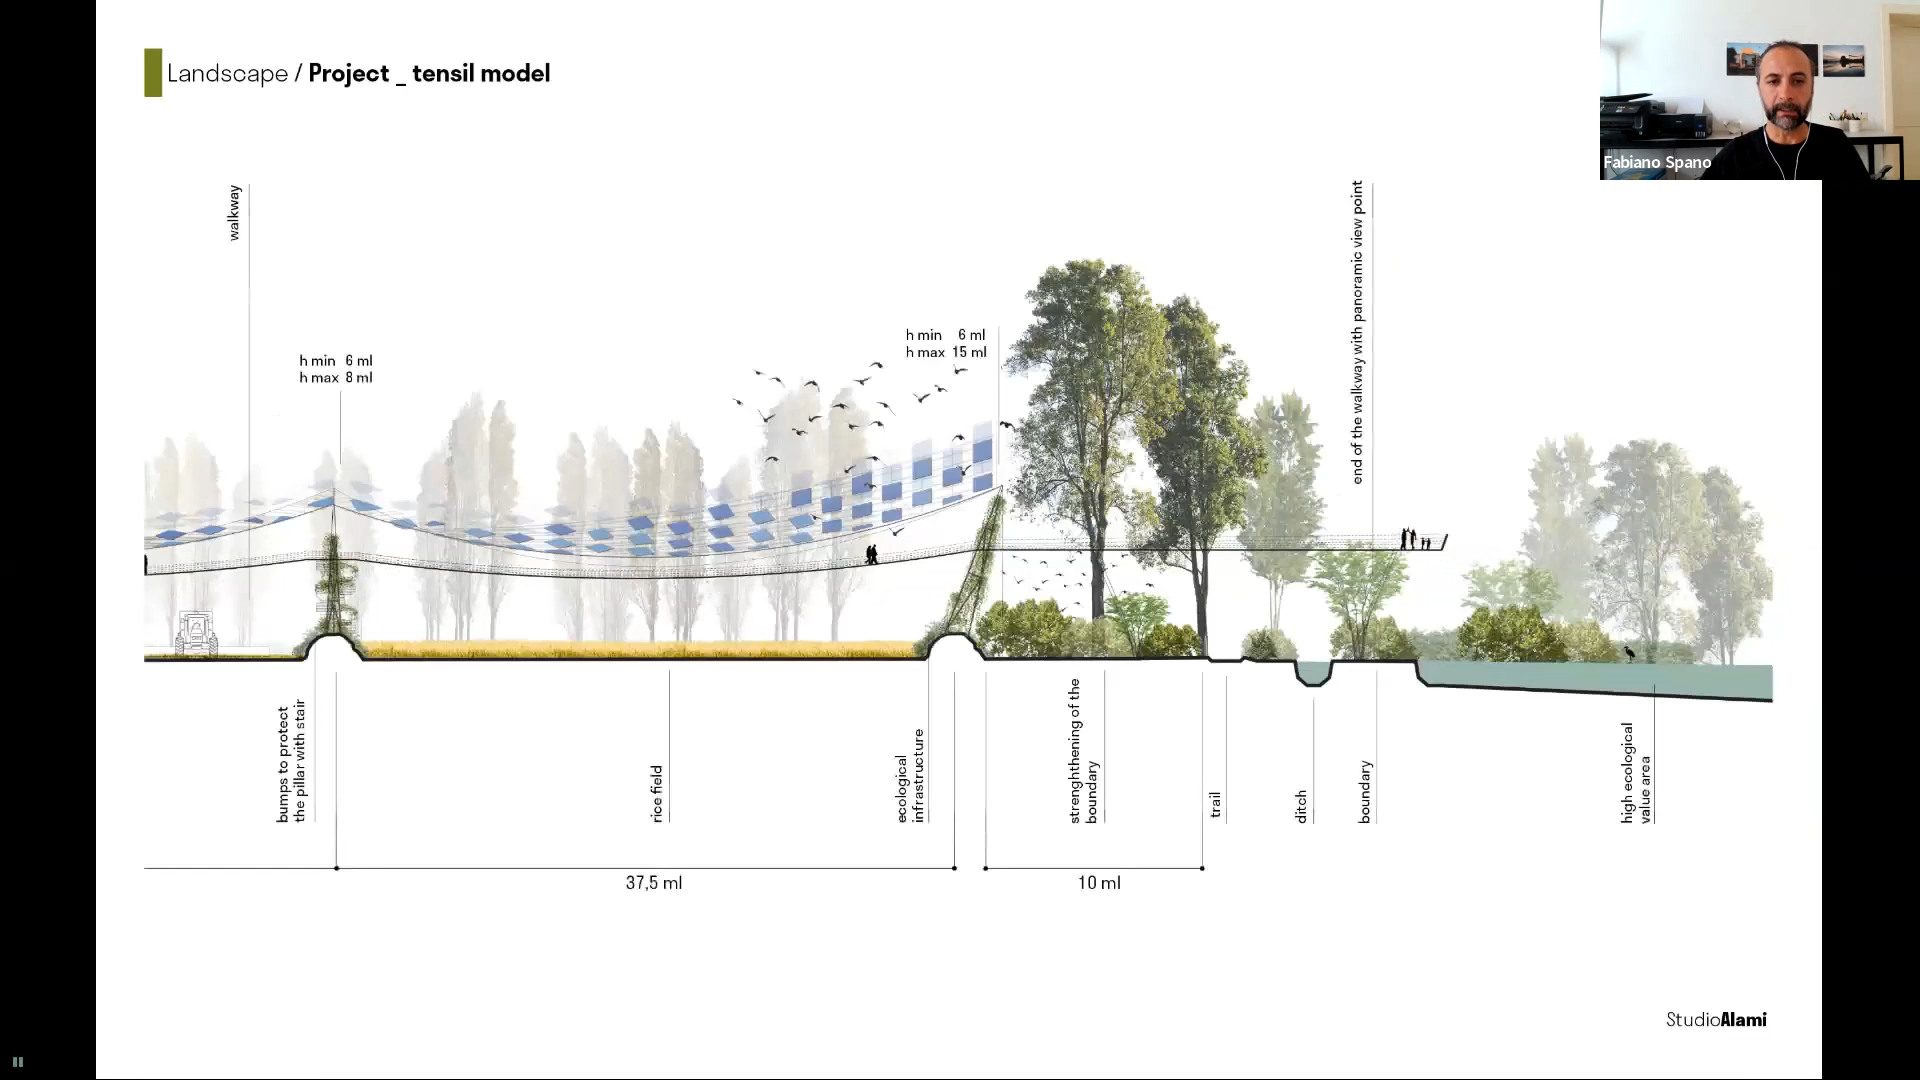 Landscape / Project _ tensil model
Fabiano Spano
walkway
end of the walkway with panoramic view point
h min 6 ml
h max 15 ml
h min 6 ml
h max 8 ml
bumps to protect
the pillar with stair
rice field
ecological
infrastructure
strenghthening of the
boundary
trail
ditch
boundary
high ecological
value area
37,5 ml
10 ml
StudioAlami